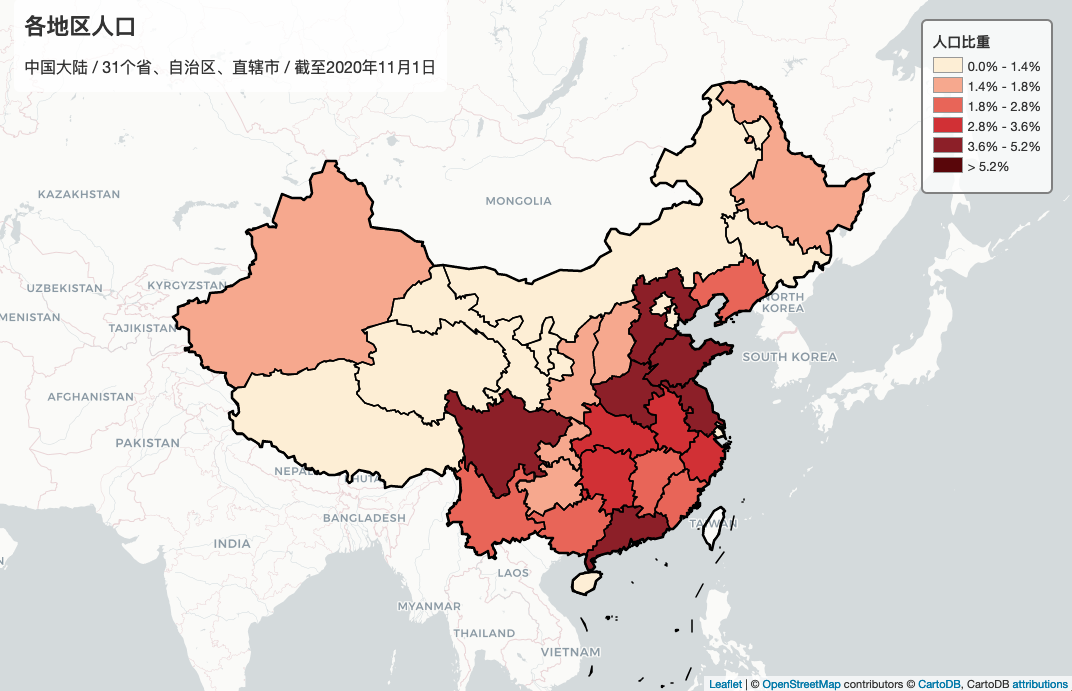 各地区人口
中国大陆 / 31个省、自治区、直辖市 / 截至2020年11月1日
人口比重
0.0% - 1.4%
1.4% - 1.8%
1.8% - 2.8%
2.8% - 3.6%
3.6% - 5.2%
> 5.2%
KAZAKHSTAN
MONGOLIA
UZBEKISTAN
KYRGYZSTAN
MENISTAN
TAJIKISTAN
NORTH
KOREA
SOUTH KOREA
AFGHANISTAN
PAKISTAN
NEPAL
BHUTAN
BANGLADESH
INDIA
TAIWAN
LAOS
MYANMAR
THAILAND
VIETNAM
Leaflet | © OpenStreetMap contributors © CartoDB, CartoDB attributions